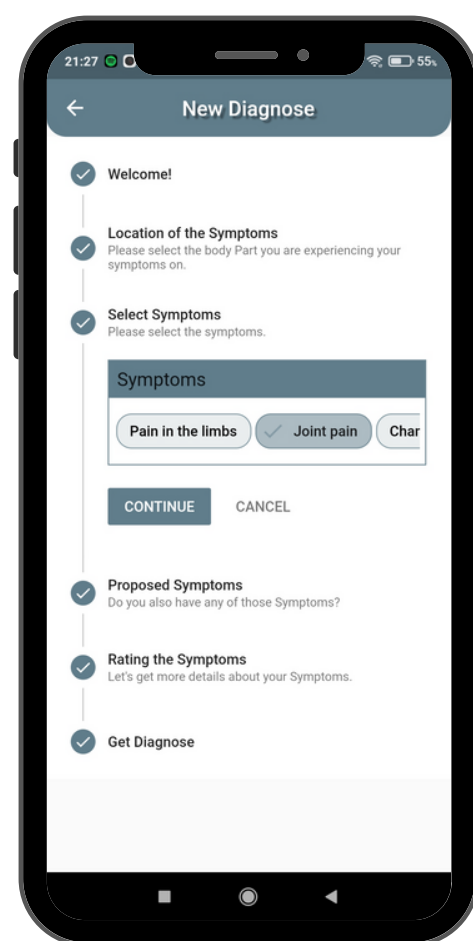 21:27
55%
New Diagnose
Welcome!
Location of the Symptoms
Please select the body Part you are experiencing your
symptoms on.
Select Symptoms
Please select the symptoms.
Symptoms
Pain in the limbs
Joint pain
Char
CONTINUE
CANCEL
Proposed Symptoms
Do you also have any of those Symptoms?
Rating the Symptoms
Let's get more details about your Symptoms.
Get Diagnose